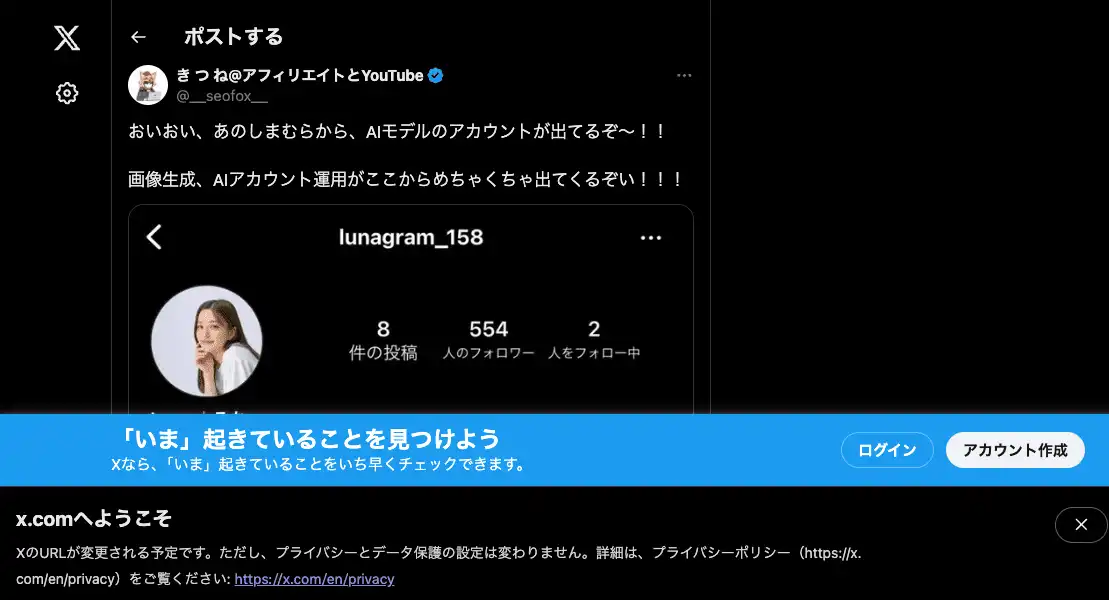 ポストする
き つ ね@アフィリエイトとYouTube
@__seofox__
おいおい、あのしまむらから、AIモデルのアカウントが出てるぞ〜！！
画像生成、AIアカウント運用がここからめちゃくちゃ出てくるぞい！！！
lunagram_158
8 554 2
件の投稿 人のフォロワー 人をフォロー中
「いま」起きていることを見つけよう
Xなら、「いま」起きていることをいち早くチェックできます。
ログイン アカウント作成
x.comへようこそ
XのURLが変更される予定です。ただし、プライバシーとデータ保護の設定は変わりません。詳細は、プライバシーポリシー（https://x.
com/en/privacy）をご覧ください: https://x.com/en/privacy